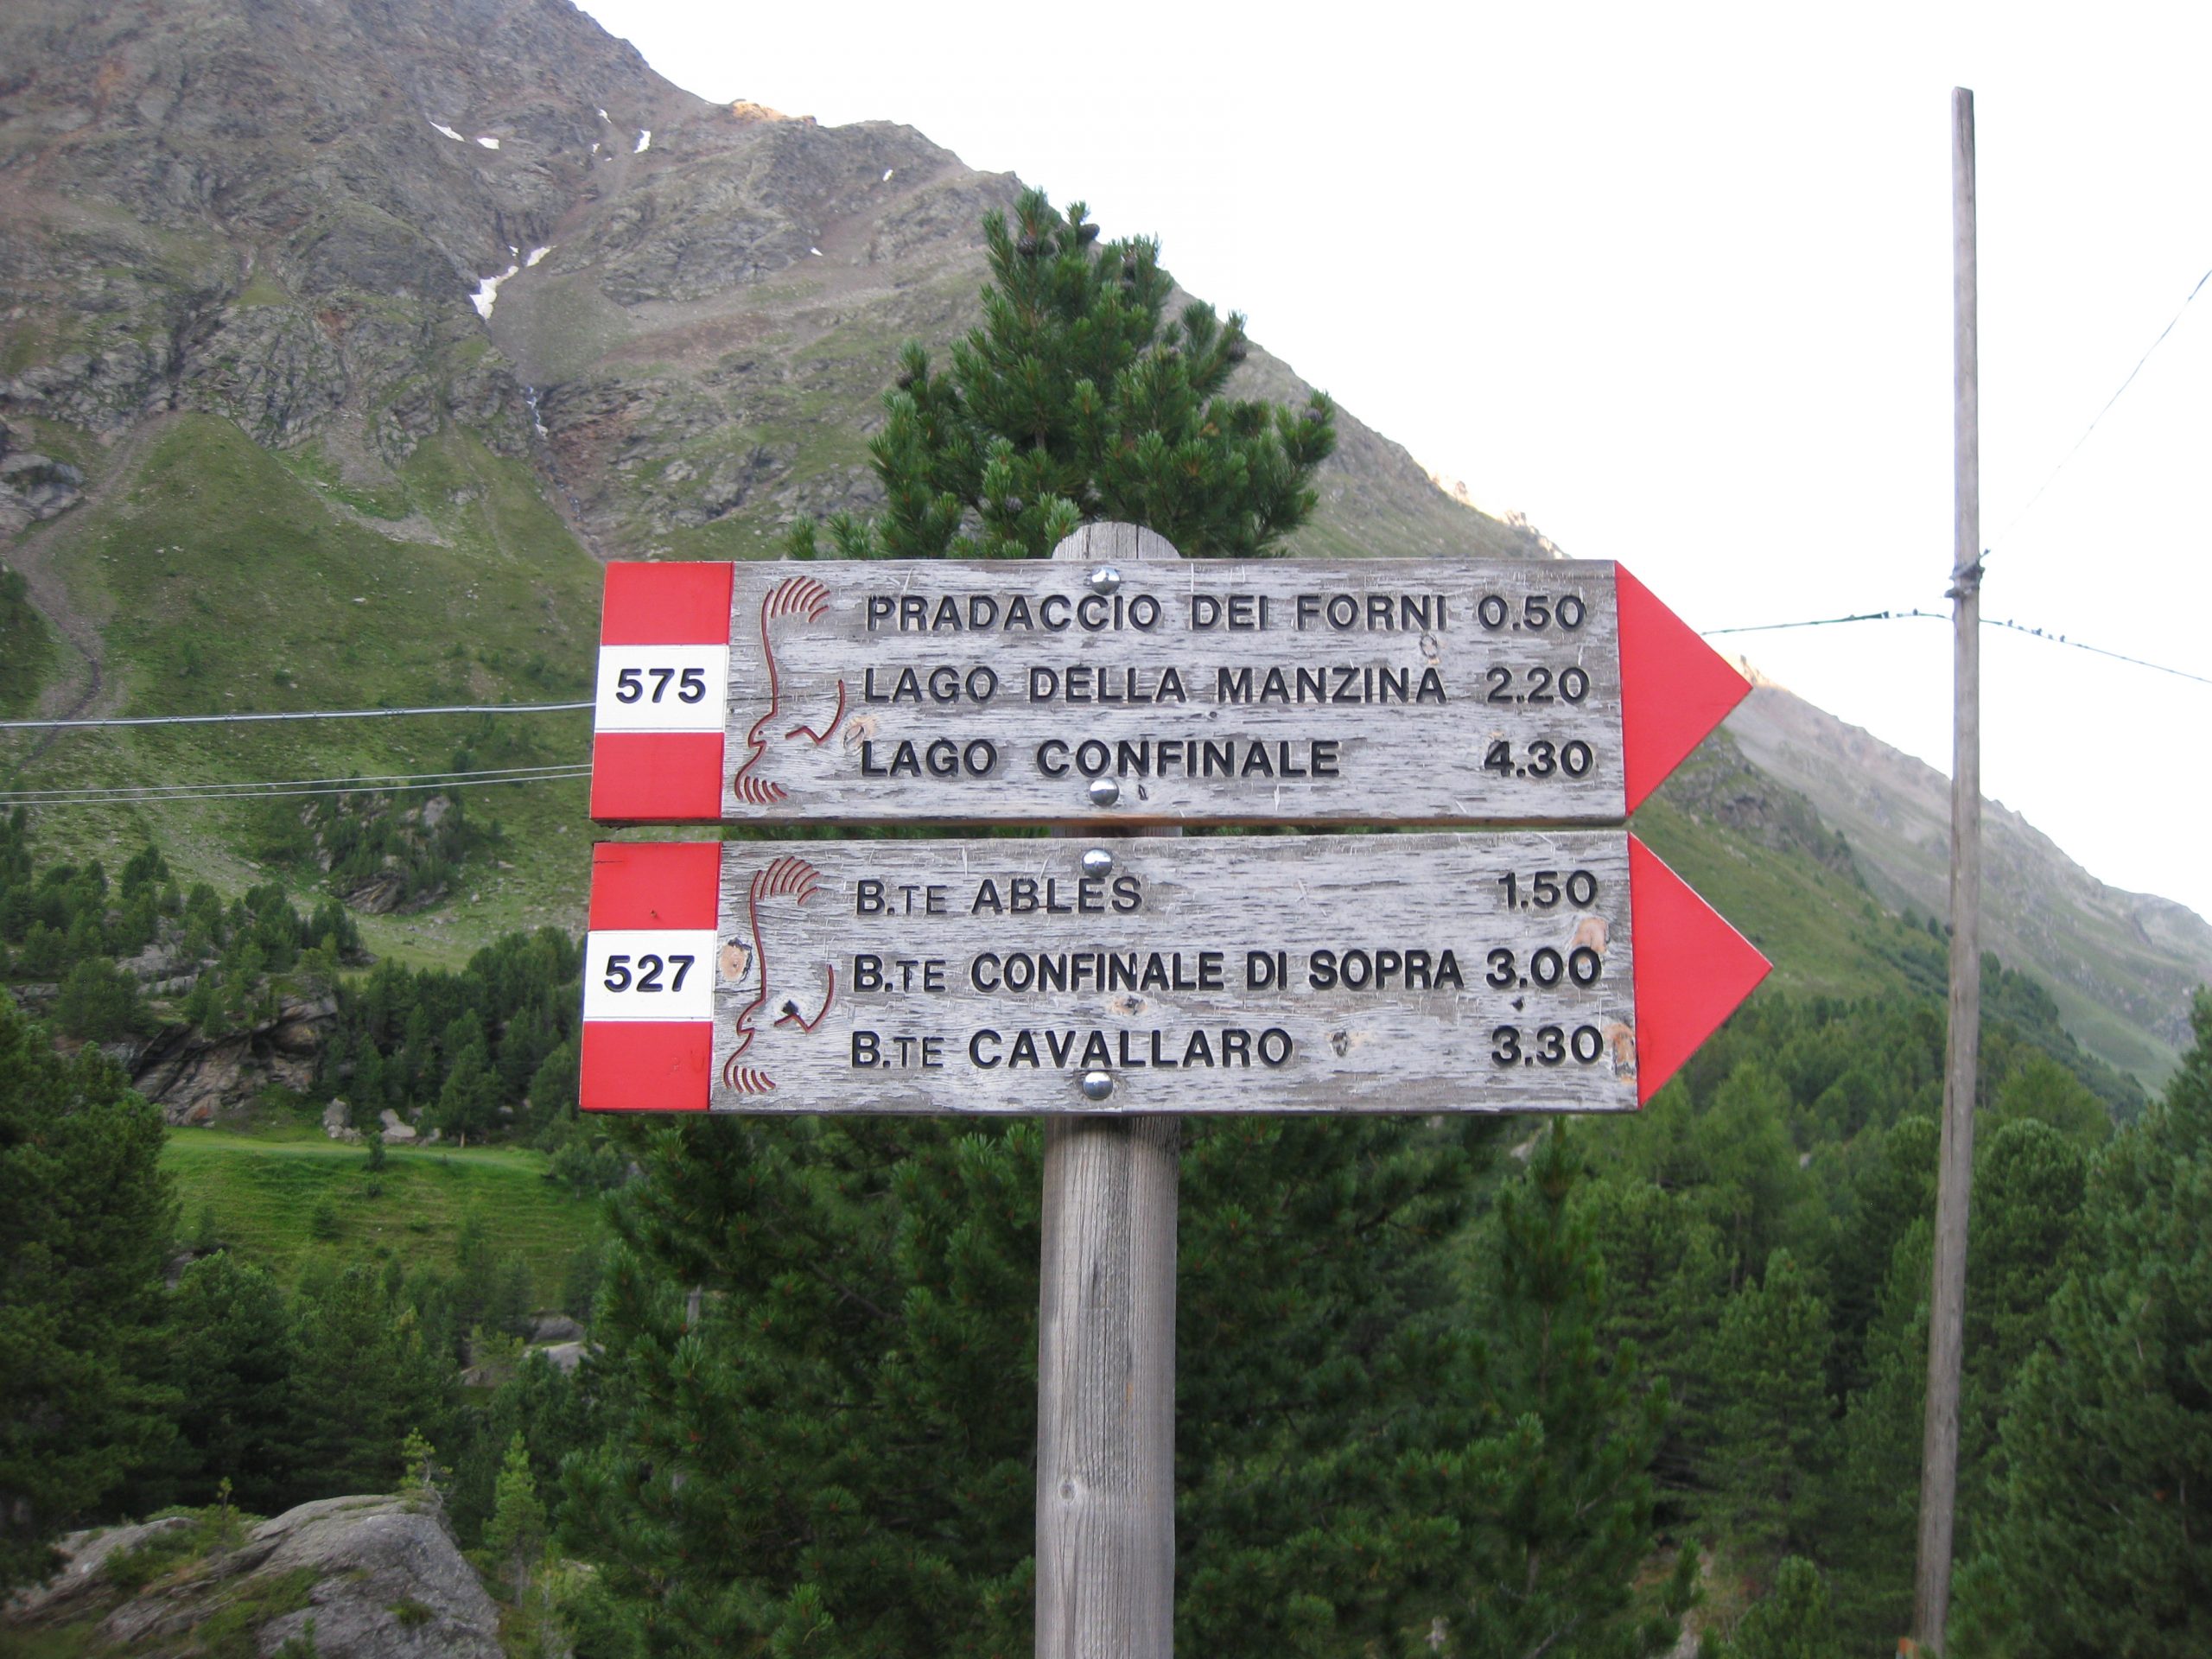 575
PRADACCIO DEI FORNI 0.50
LAGO DELLA MANZINA 2.20
LAGO CONFINALE 4.30
527
B.TE ABLES 1.50
B.TE CONFINALE DI SOPRA 3.00
B.TE CAVALLARO 3.30